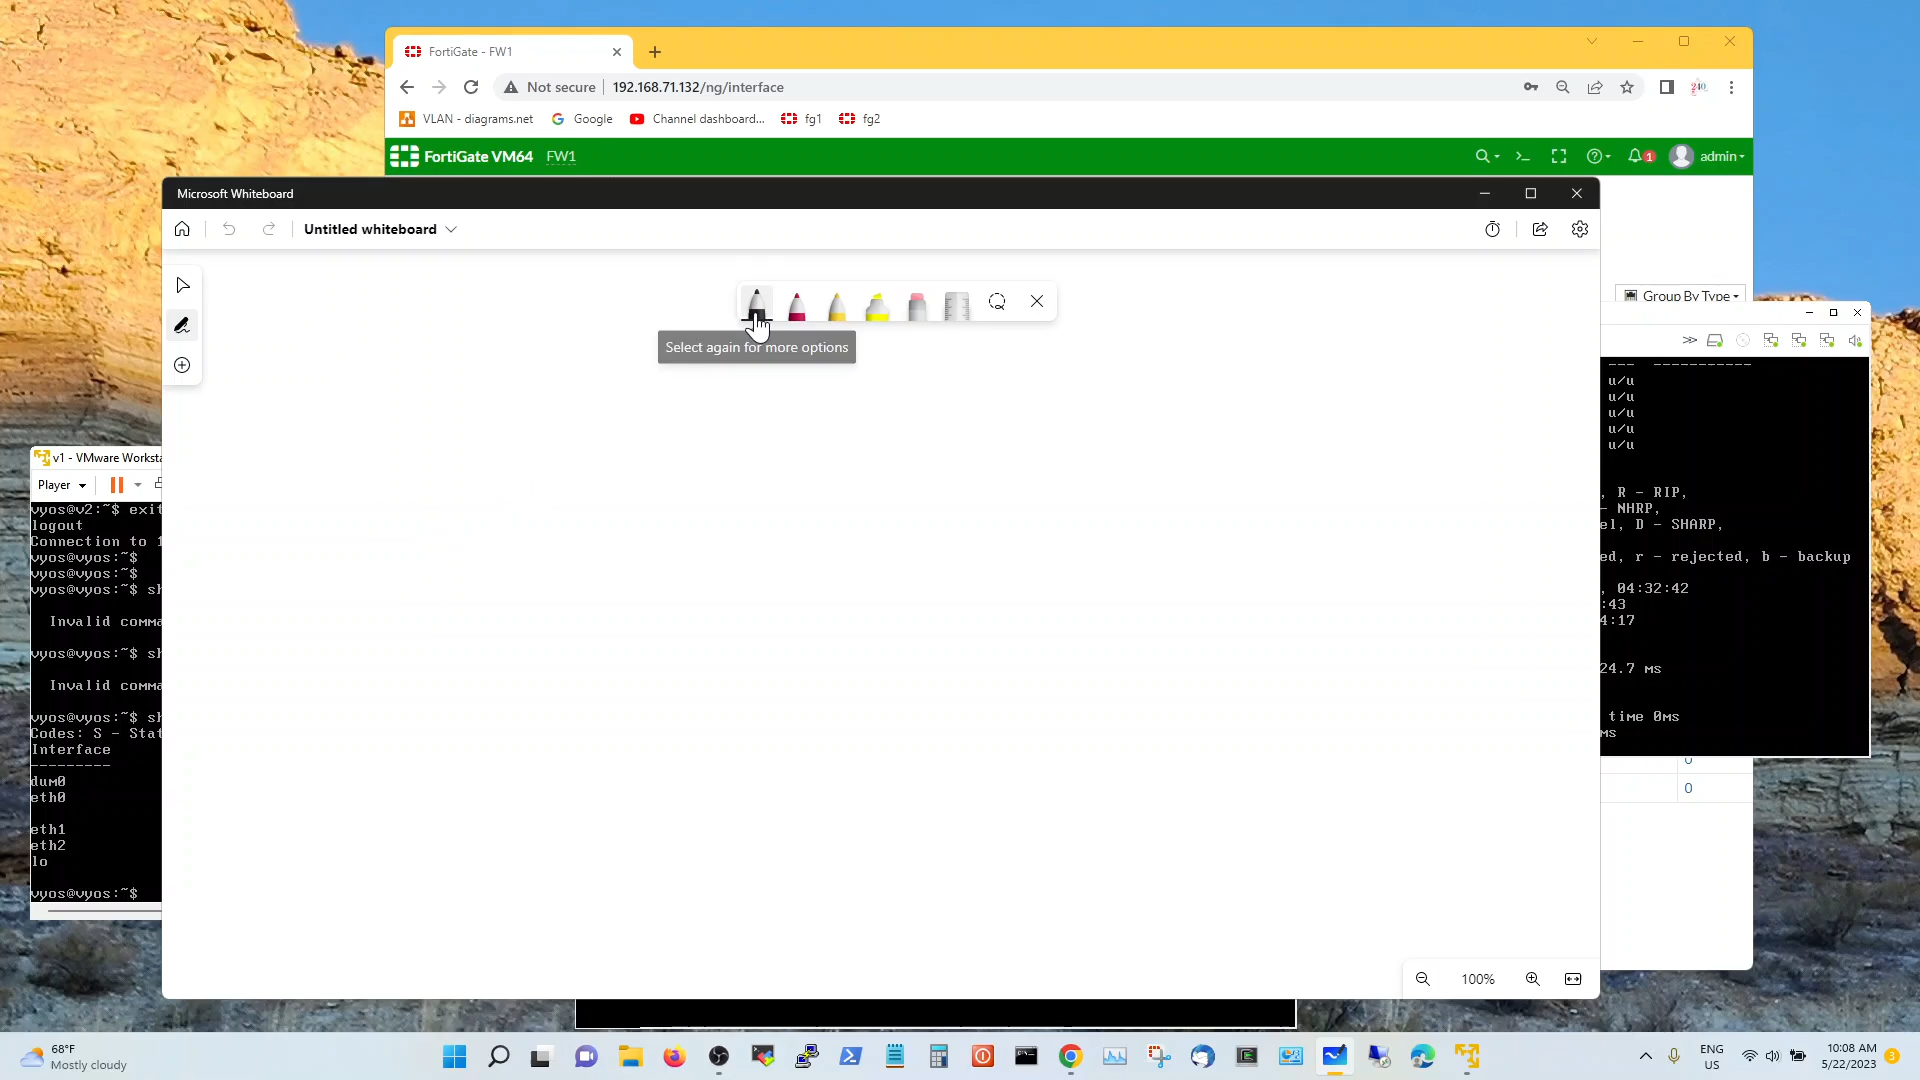 FortiGate - FW1
Not secure 192.168.71.132/ng/interface
VLAN - diagrams.net Google Channel dashboard... fg1 fg2
FortiGate VM64 FW1 1 admin
Microsoft Whiteboard
Untitled whiteboard
Select again for more options
Group By Type
--- -----------
u/u
u/u
u/u
u/u
u/u
, R - RIP,
- NHRP,
el, D - SHARP,
ed, r - rejected, b - backup
, 04:32:42
:43
4:17
24.7 ms
time 0ms
ms
0
0
v1 - VMware Worksta
Player
vyos@v2:~$ exit
logout
Connection to 1
vyos@vyos:~$
vyos@vyos:~$
vyos@vyos:~$ sh
Invalid comma
vyos@vyos:~$ sh
Invalid comma
vyos@vyos:~$ sh
Codes: S - Stat
Interface
---------
dum0
eth0
eth1
eth2
lo
vyos@vyos:~$
100%
68°F
Mostly cloudy
ENG
US
10:08 AM
5/22/2023
3